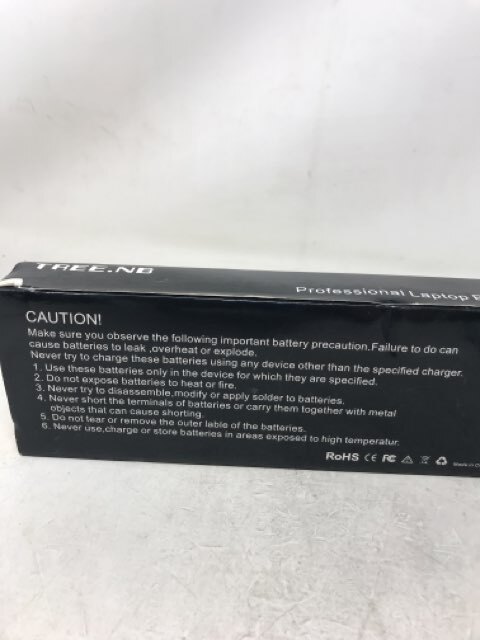 TREE.NB
Professional Laptop
CAUTION!
Make sure you observe the following important battery precaution.Failure to do can
cause batteries to leak ,overheat or explode.
Never try to charge these batteries using any device other than the specified charger.
1. Use these batteries only in the device for which they are specified.
2. Do not expose batteries to heat or fire.
3. Never try to disassemble,modify or apply solder to batteries.
4. Never short the terminals of batteries or carry them together with metal
objects that can cause shorting.
5. Do not tear or remove the outer lable of the batteries.
6. Never use,charge or store batteries in areas exposed to high temperatur.
RoHS CE FC Made in